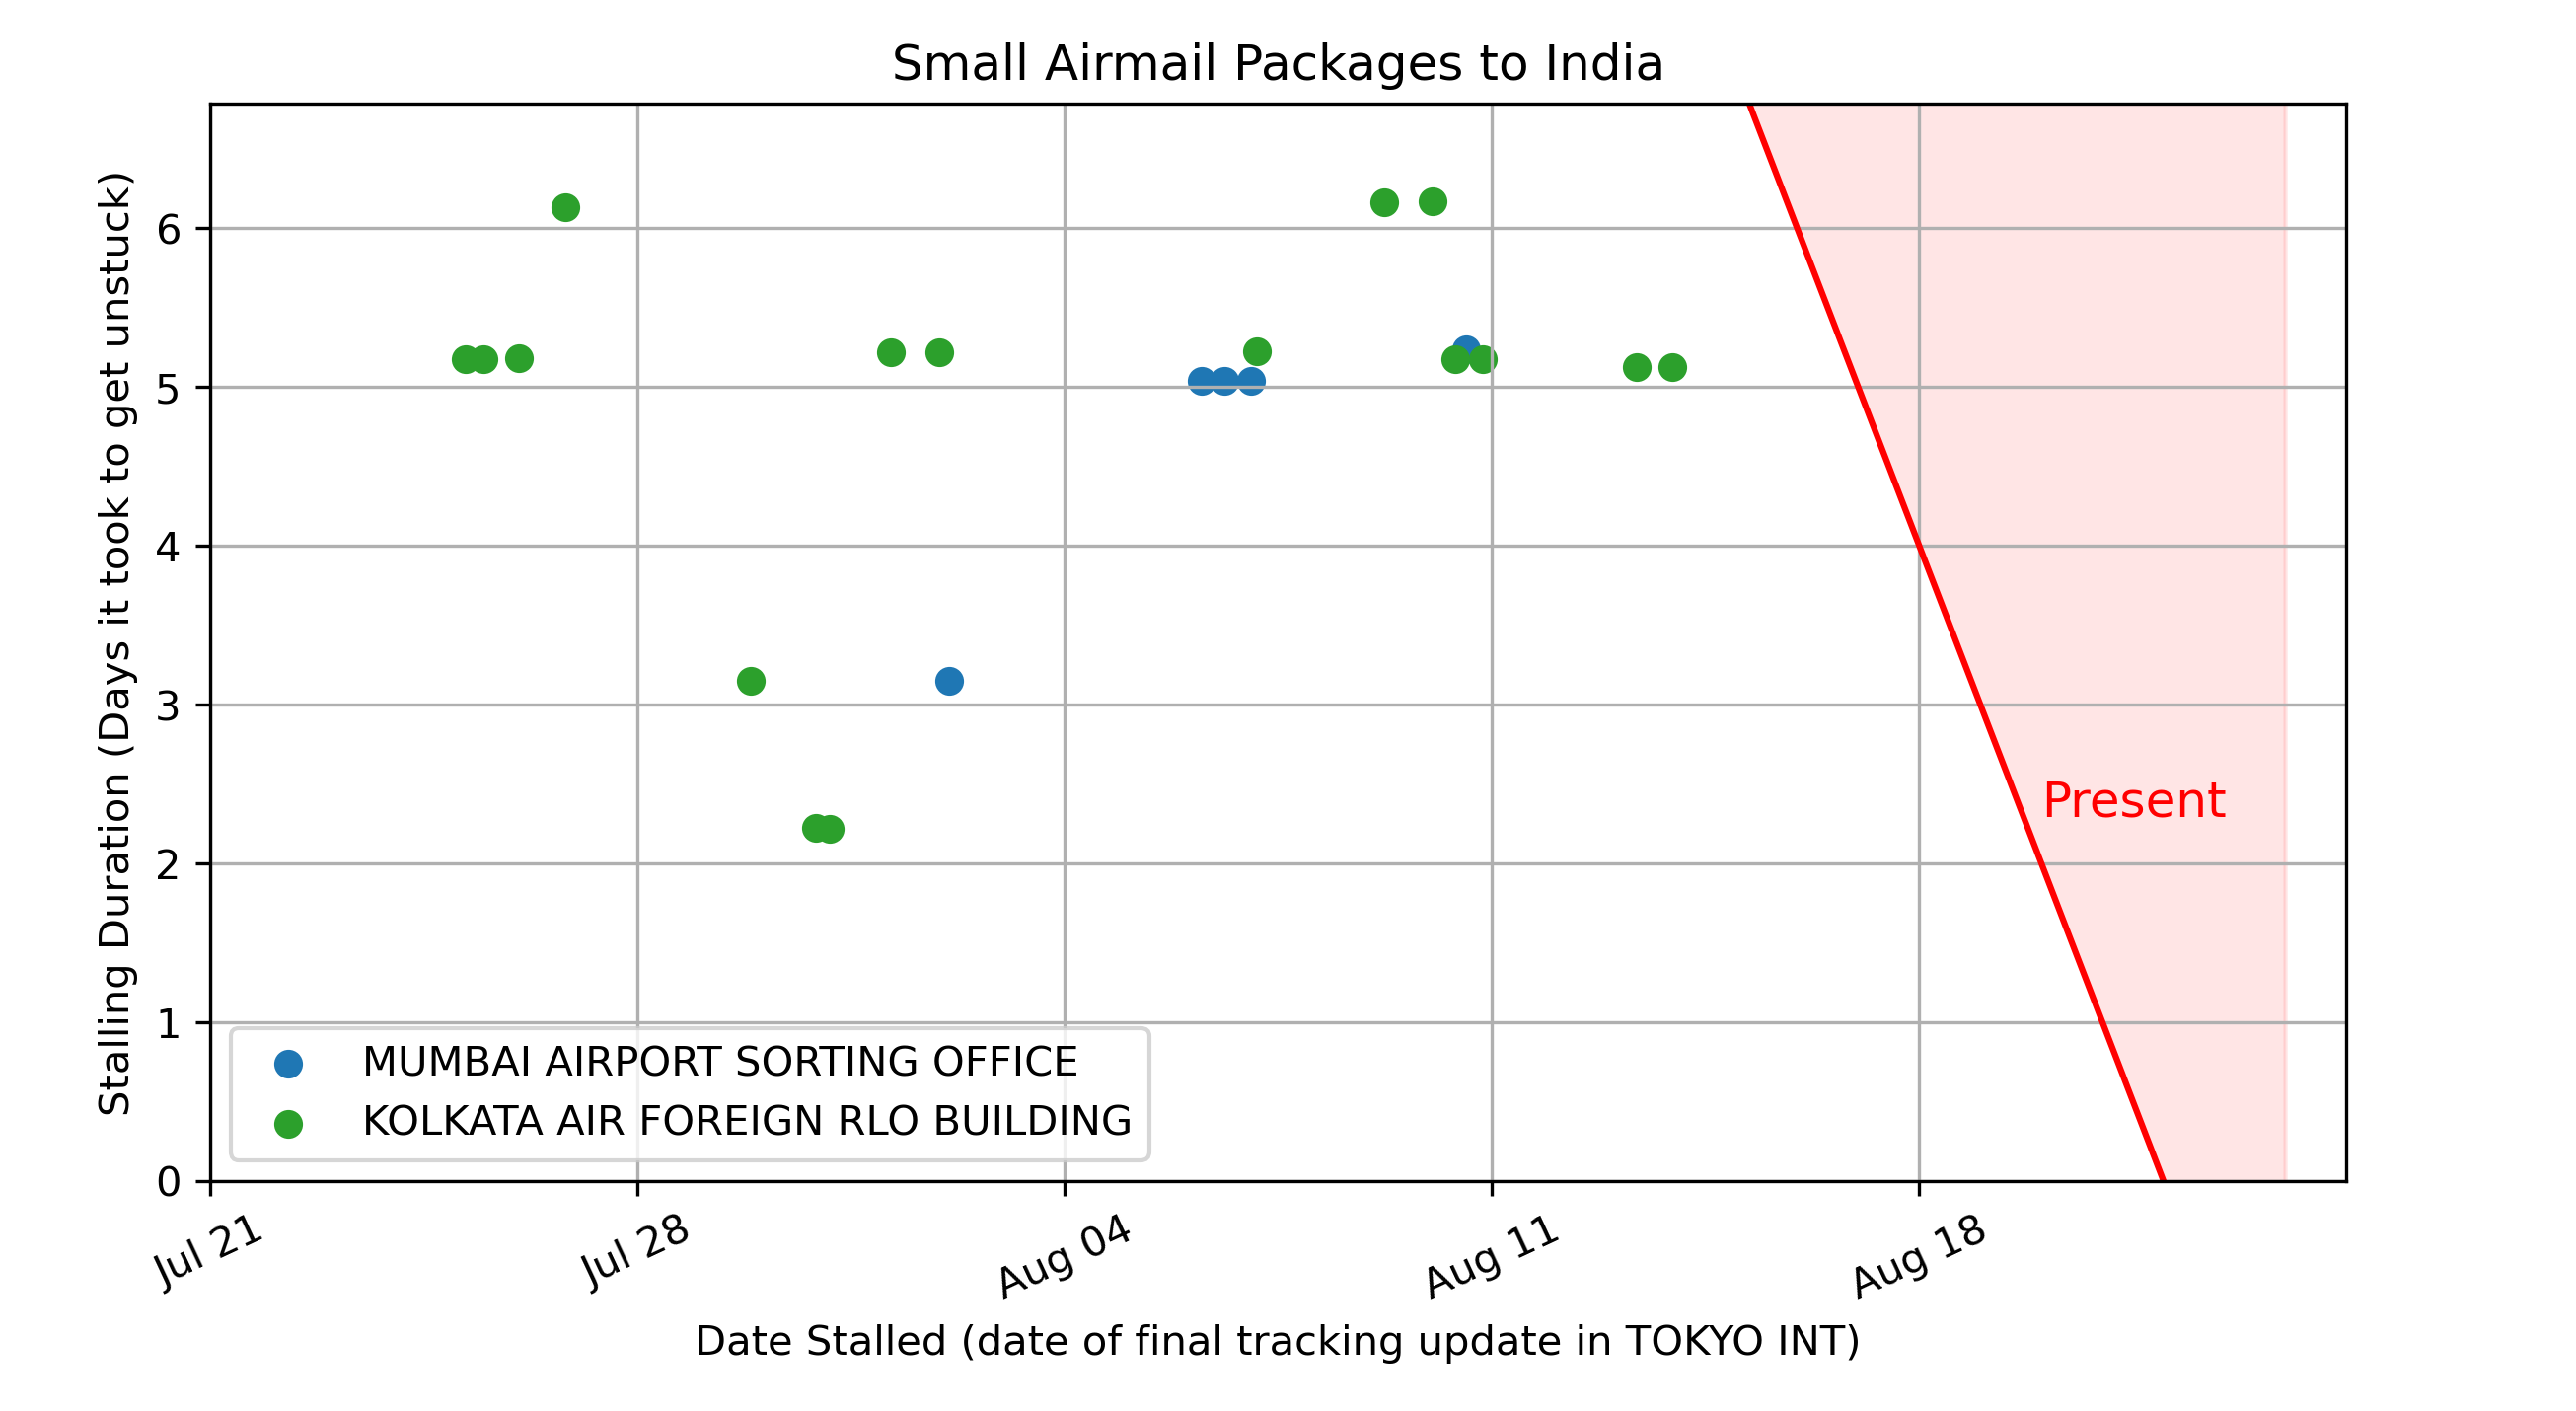 Small Airmail Packages to India
Stalling Duration (Days it took to get unstuck)
6
5
4
3
2
1
0
Present
MUMBAI AIRPORT SORTING OFFICE
KOLKATA AIR FOREIGN RLO BUILDING
Jul 21
Jul 28
Aug 04
Aug 11
Aug 18
Date Stalled (date of final tracking update in TOKYO INT)